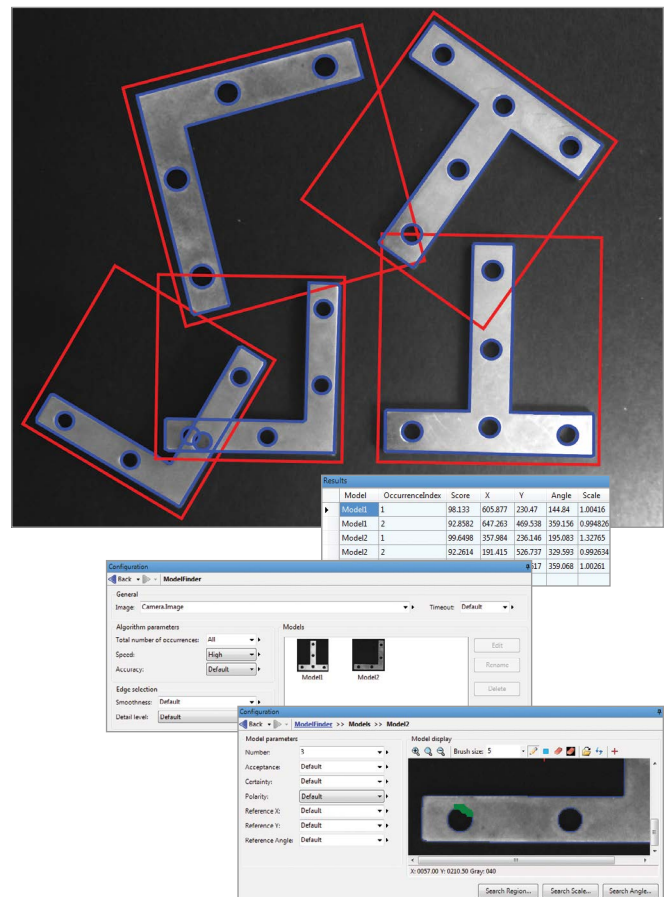 Results
Model OccurrenceIndex Score X Y Angle Scale
Model1 1 98.133 605.877 230.47 144.84 1.00416
Model1 2 92.8582 647.263 469.538 359.156 0.994826
Model2 1 99.6498 357.984 236.146 195.083 1.32765
Model2 2 92.2614 191.415 526.737 329.593 0.992634
517 359.068 1.00261
Configuration
Back ModelFinder
General
Image: Camera.Image Timeout: Default
Algorithm parameters Models
Total number of occurrences: All Edit
Speed: High Rename
Accuracy: Default Delete
Model1 Model2
Edge selection
Smoothness: Default
Detail level: Default
Configuration
Back ModelFinder >> Models >> Model2
Model parameters Model display
Number: 3 Brush size: 5
Acceptance: Default
Certainty: Default
Polarity: Default
Reference X: Default
Reference Y: Default
Reference Angle: Default
X: 0057.00 Y: 0210.50 Gray: 040
Search Region... Search Scale... Search Angle...